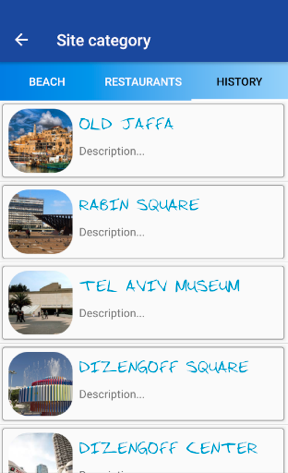 Site category
BEACH RESTAURANTS HISTORY
OLD JAFFA
Description...
RABIN SQUARE
Description...
TEL AVIV MUSEUM
Description...
DIZENGOFF SQUARE
Description...
DIZENGOFF CENTER